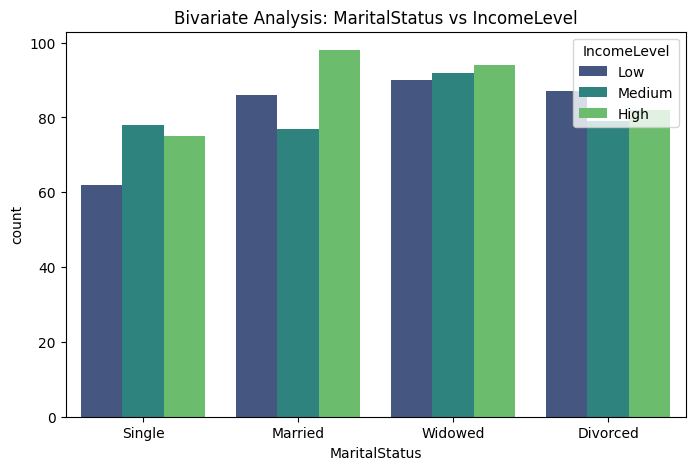 Bivariate Analysis: MaritalStatus vs IncomeLevel
100
80
60
40
20
0
count
IncomeLevel
Low
Medium
High
Single Married Widowed Divorced
MaritalStatus